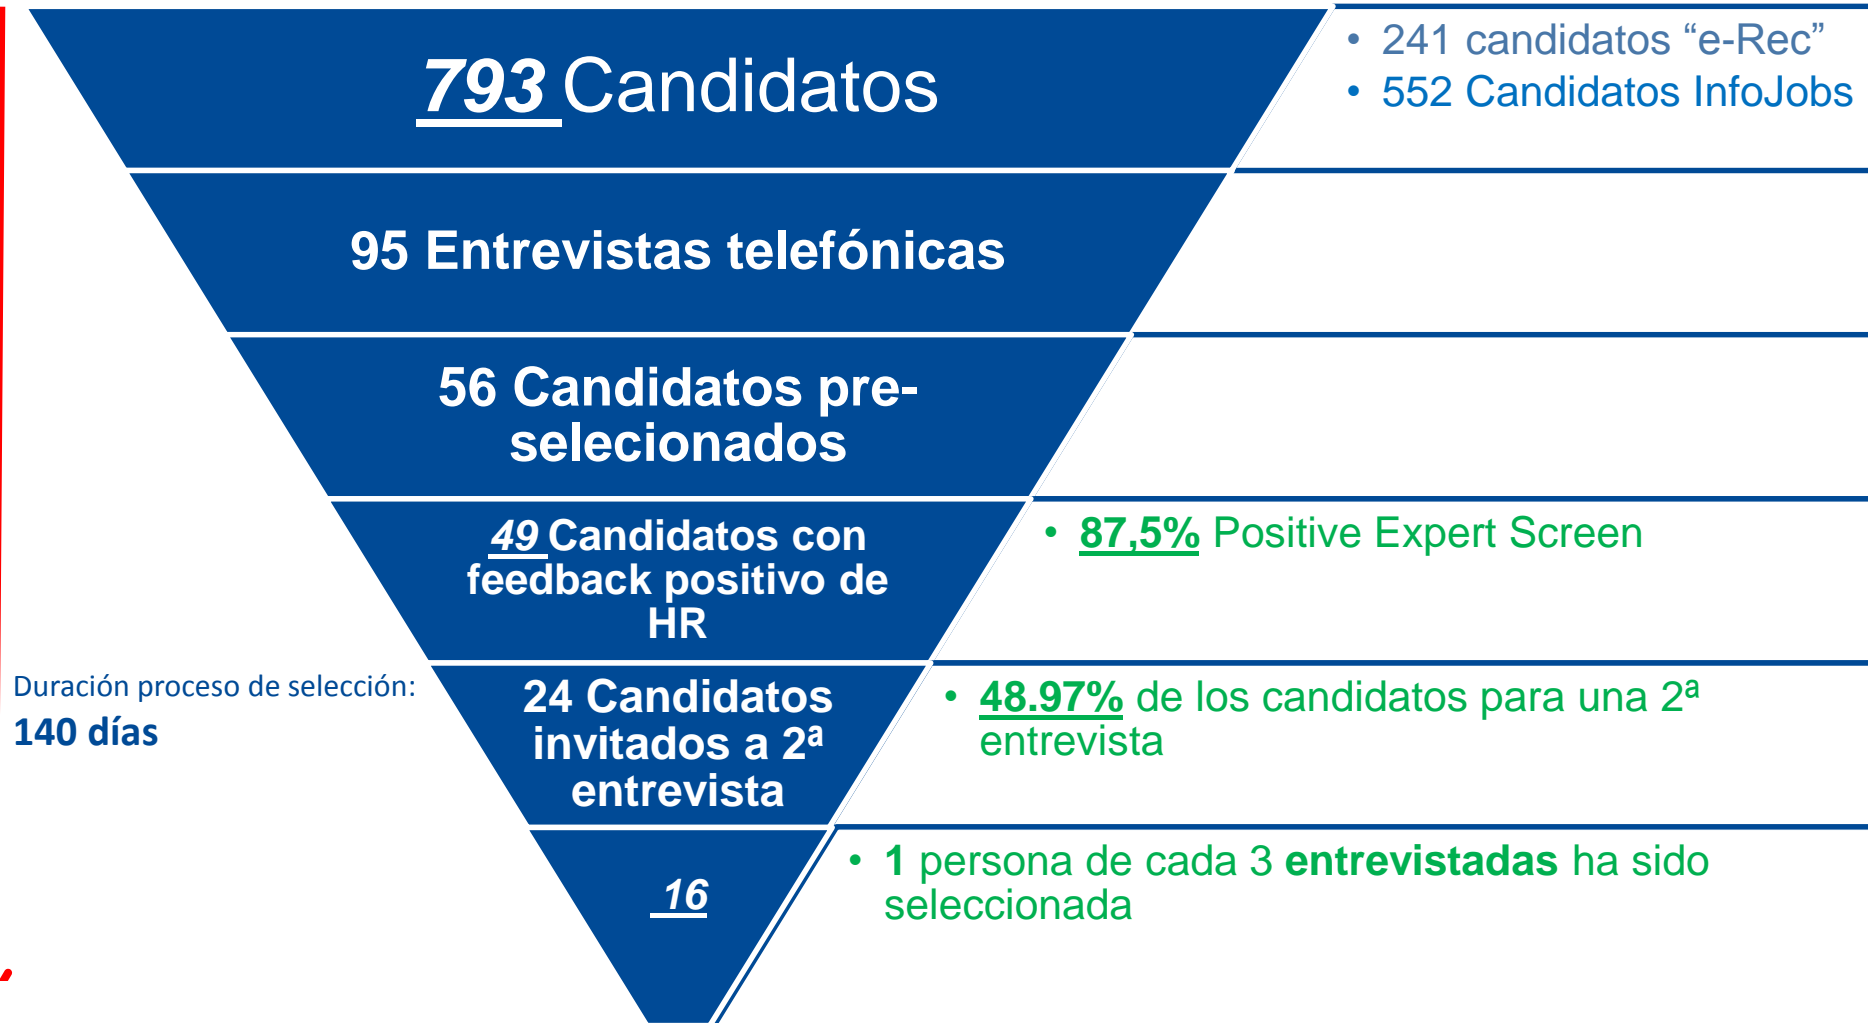 793 Candidatos
• 241 candidatos “e-Rec”
• 552 Candidatos InfoJobs
95 Entrevistas telefónicas
56 Candidatos pre-
selecionados
49 Candidatos con
feedback positivo de
HR
• 87,5% Positive Expert Screen
Duración proceso de selección:
140 días
24 Candidatos
invitados a 2ª
entrevista
• 48.97% de los candidatos para una 2ª
entrevista
16
• 1 persona de cada 3 entrevistadas ha sido
seleccionada